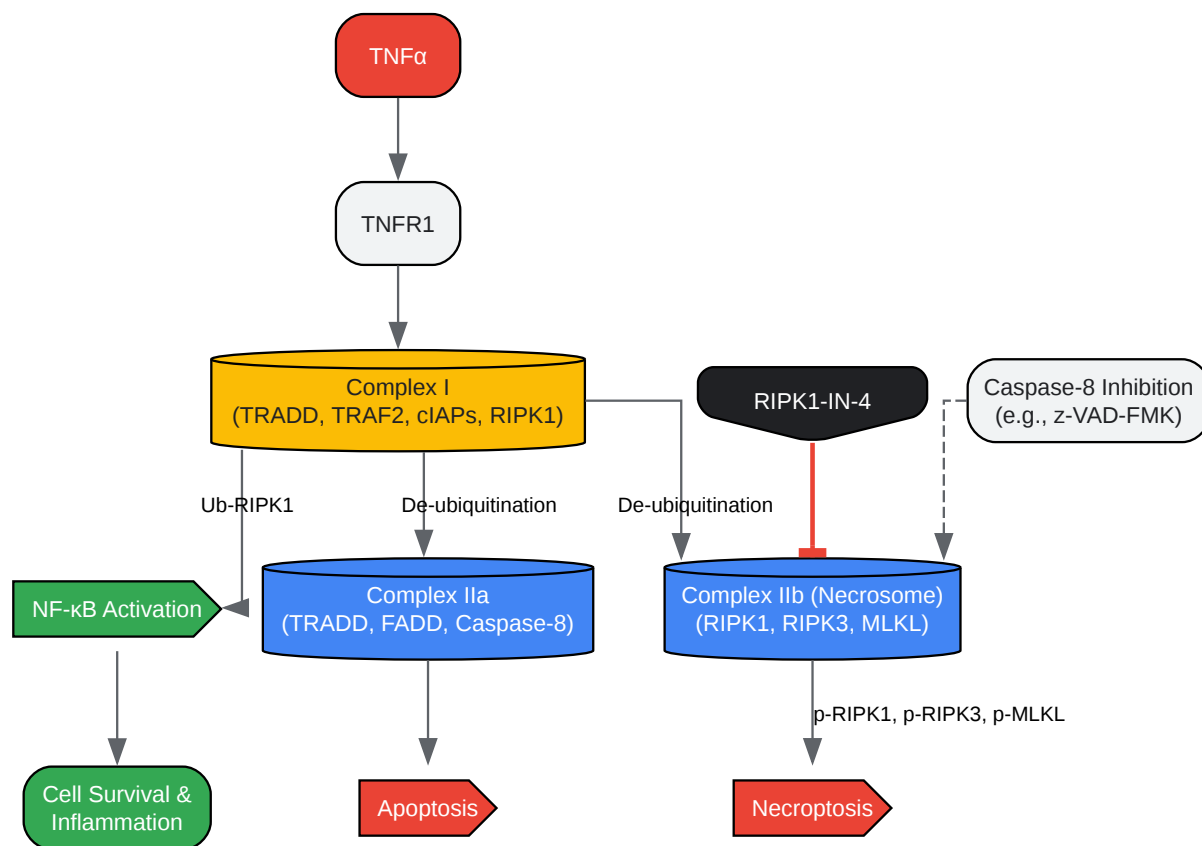 TNFα
TNFR1
Complex I
(TRADD, TRAF2, cIAPs, RIPK1)
RIPK1-IN-4
Caspase-8 Inhibition
(e.g., z-VAD-FMK)
Ub-RIPK1
De-ubiquitination
De-ubiquitination
NF-κB Activation
Complex IIa
(TRADD, FADD, Caspase-8)
Complex IIb (Necrosome)
(RIPK1, RIPK3, MLKL)
p-RIPK1, p-RIPK3, p-MLKL
Cell Survival &
Inflammation
Apoptosis
Necroptosis